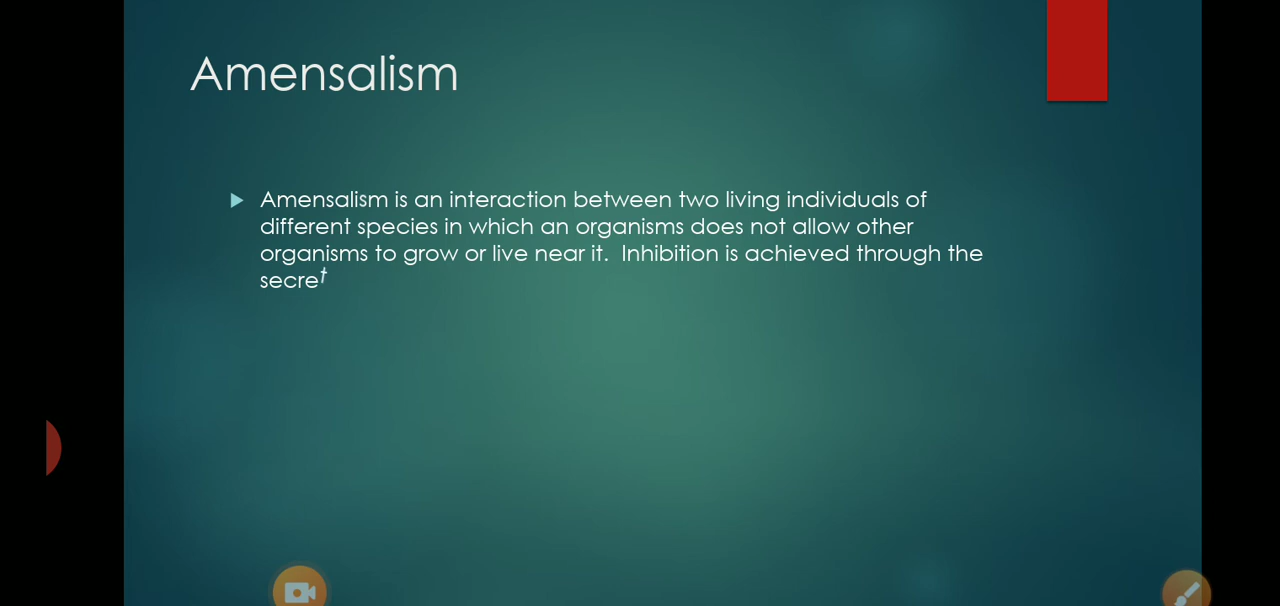 Amensalism
Amensalism is an interaction between two living individuals of
different species in which an organisms does not allow other
organisms to grow or live near it.  Inhibition is achieved through the
secret